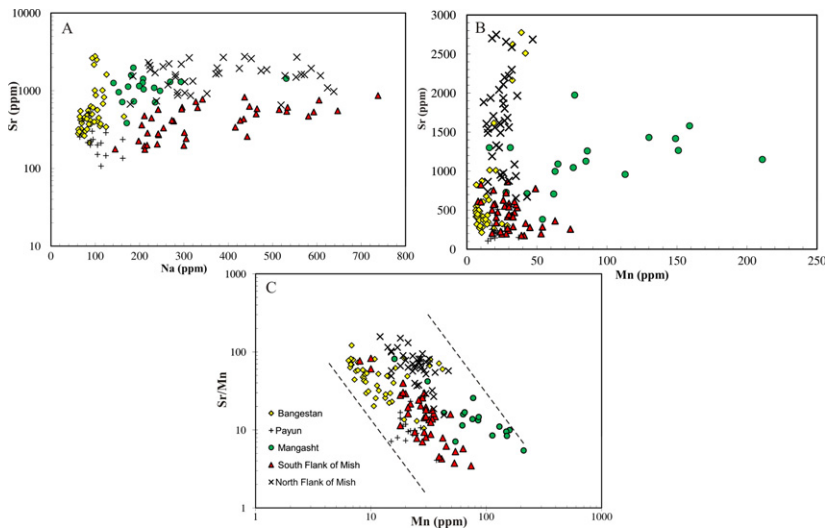 A
10000
1000
100
10
Sr (ppm)
0 100 200 300 400 500 600 700 800
Na (ppm)
B
3000
2500
2000
1500
1000
500
0
Sr (ppm)
0 50 100 150 200 250
Mn (ppm)
C
1000
100
10
1
Sr/Mn
Bangestan
Payun
Mangasht
South Flank of Mish
North Flank of Mish
1 10 100 1000
Mn (ppm)